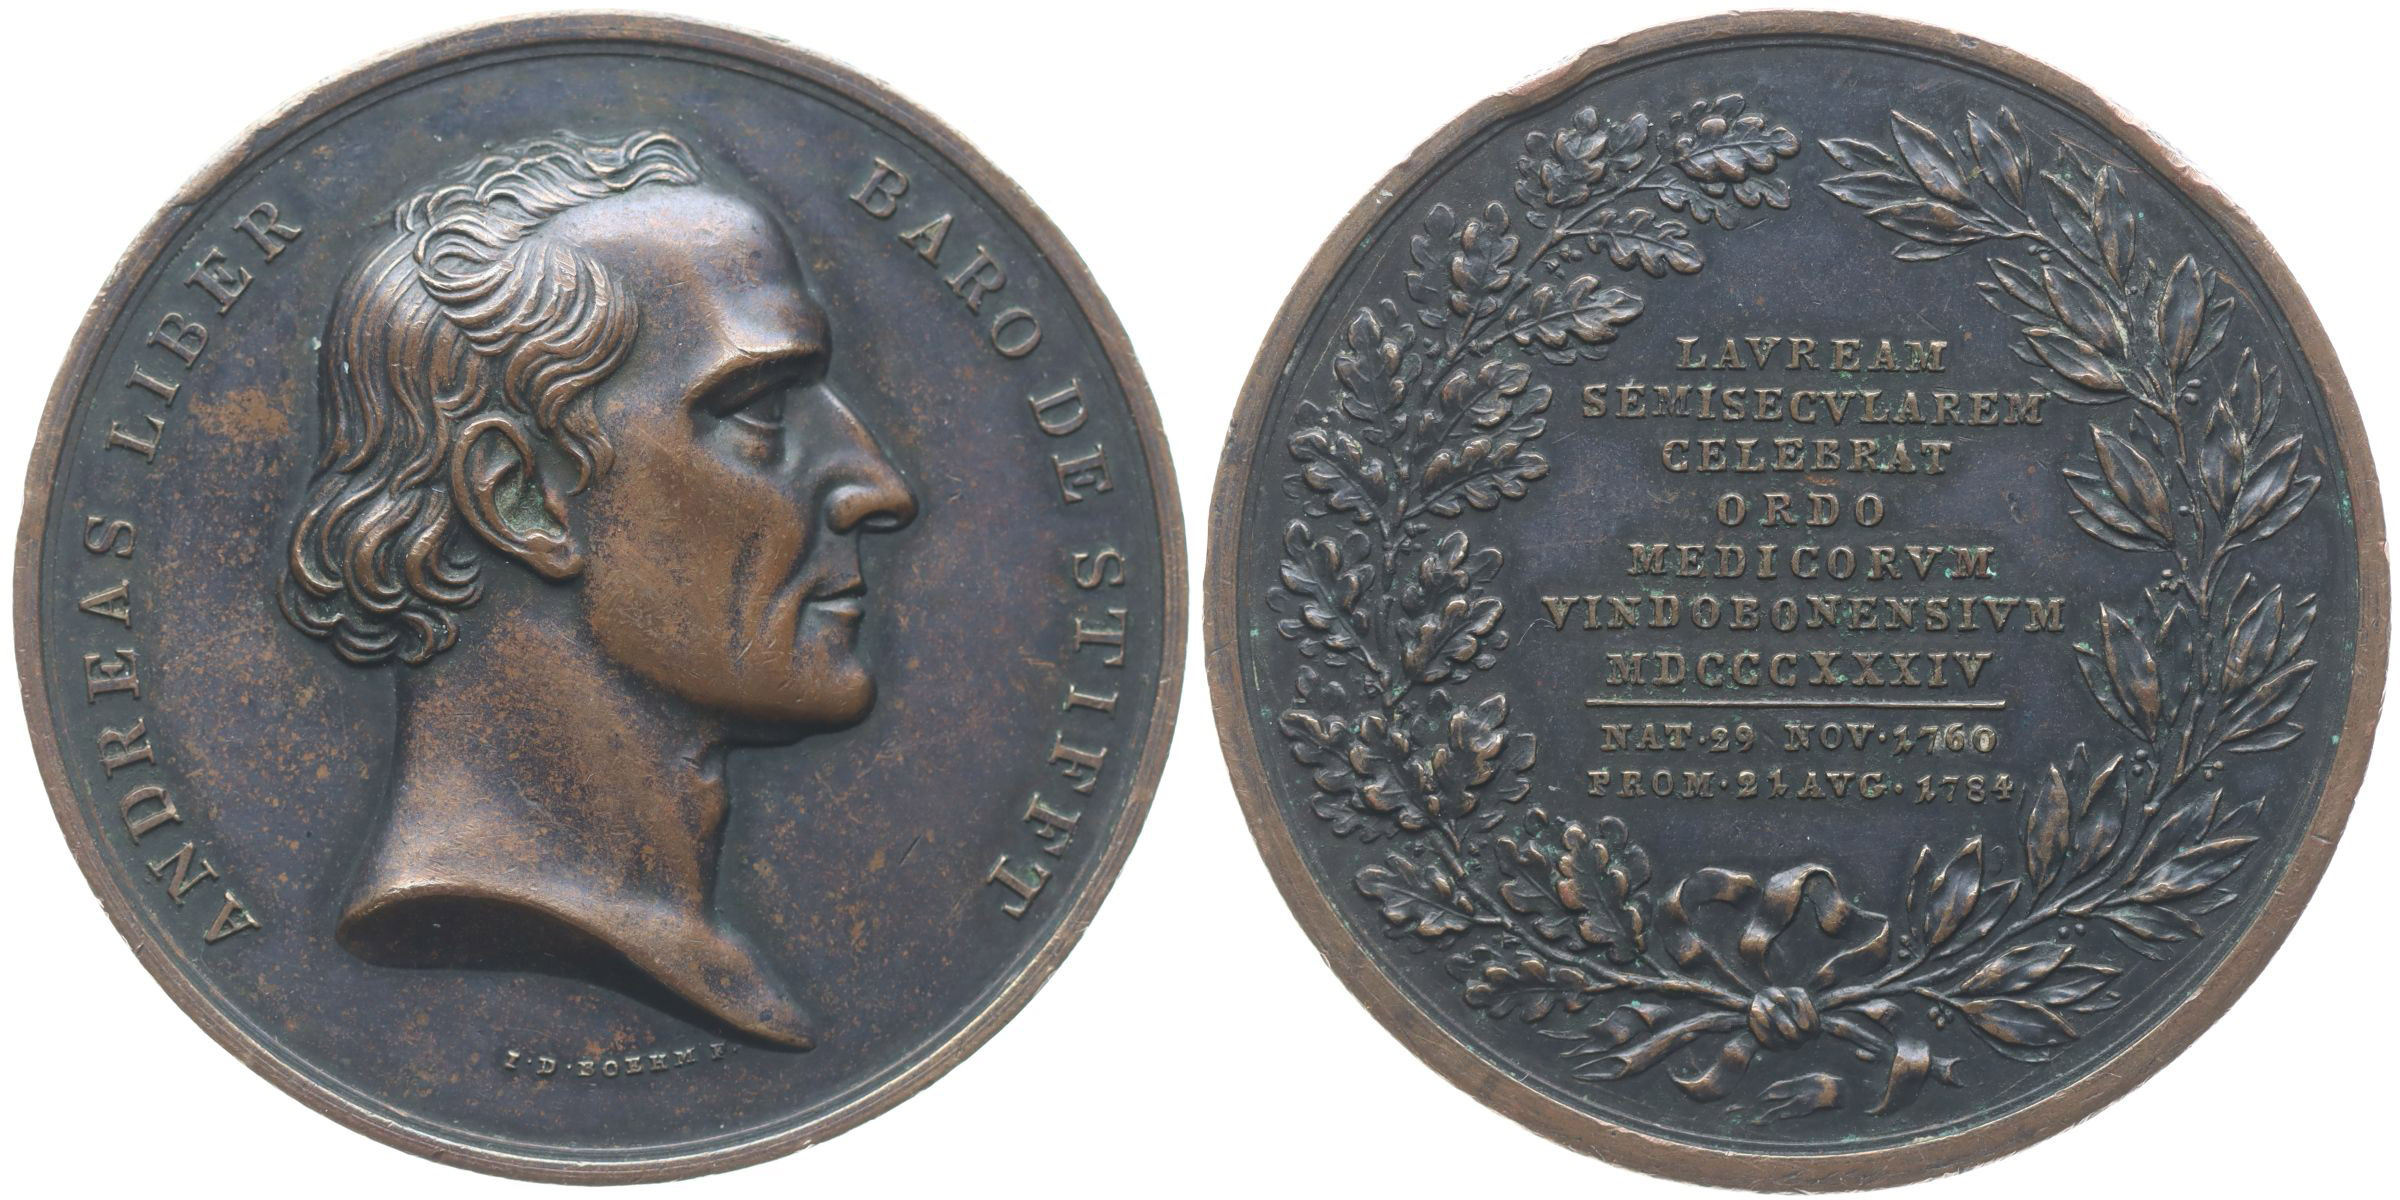 ANDREAS LIBER BARO DE STIFFT
I·D·BOEHM F.
LAVREAM
SEMISECVLAREM
CELEBRAT
ORDO
MEDICORVM
VINDOBONENSIVM
MDCCCXXXIV
NAT·29 NOV·1760
PROM·21 AVG·1784